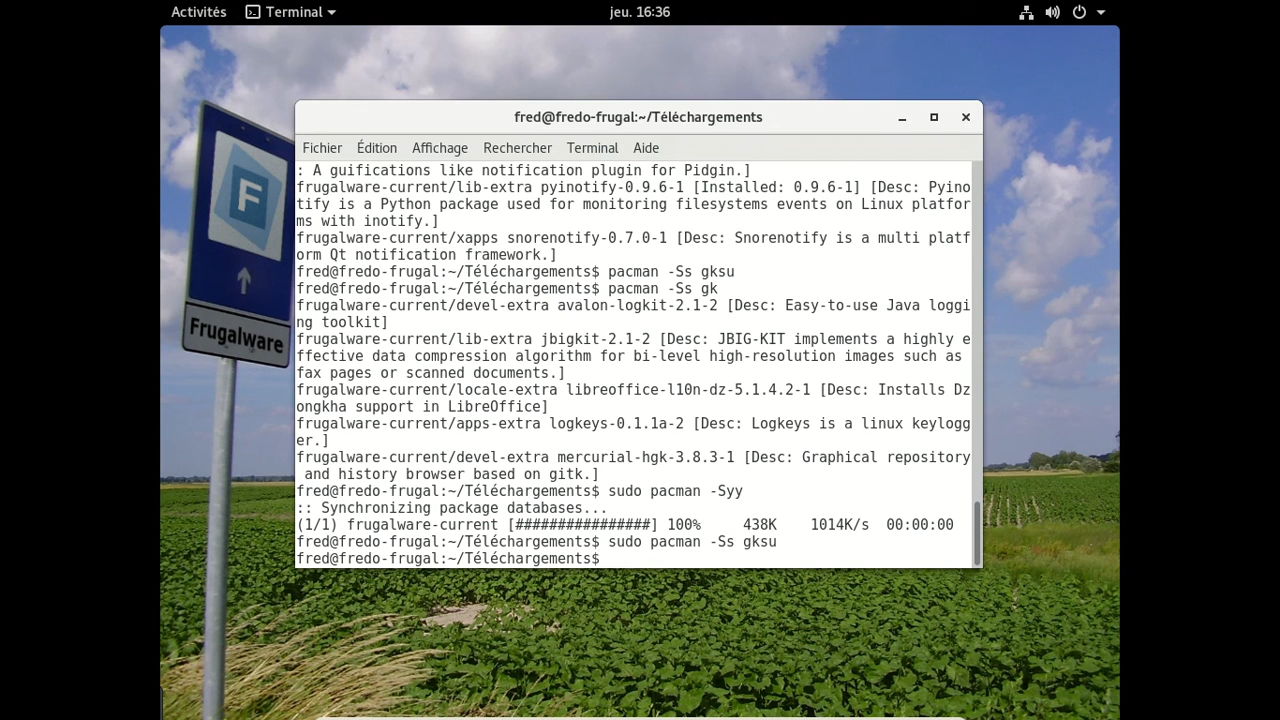 Activités Terminal jeu. 16:36
fred@fredo-frugal:~/Téléchargements
Fichier Édition Affichage Rechercher Terminal Aide
: A guifications like notification plugin for Pidgin.]
frugalware-current/lib-extra pyinotify-0.9.6-1 [Installed: 0.9.6-1] [Desc: Pyino
tify is a Python package used for monitoring filesystems events on Linux platfor
ms with inotify.]
frugalware-current/xapps snorenotify-0.7.0-1 [Desc: Snorenotify is a multi platf
orm Qt notification framework.]
fred@fredo-frugal:~/Téléchargements$ pacman -Ss gksu
fred@fredo-frugal:~/Téléchargements$ pacman -Ss gk
frugalware-current/devel-extra avalon-logkit-2.1-2 [Desc: Easy-to-use Java loggi
ng toolkit]
frugalware-current/lib-extra jbigkit-2.1-2 [Desc: JBIG-KIT implements a highly e
ffective data compression algorithm for bi-level high-resolution images such as
fax pages or scanned documents.]
frugalware-current/locale-extra libreoffice-l10n-dz-5.1.4.2-1 [Desc: Installs Dz
ongkha support in LibreOffice]
frugalware-current/apps-extra logkeys-0.1.1a-2 [Desc: Logkeys is a linux keylogg
er.]
frugalware-current/devel-extra mercurial-hgk-3.8.3-1 [Desc: Graphical repository
 and history browser based on gitk.]
fred@fredo-frugal:~/Téléchargements$ sudo pacman -Syy
:: Synchronizing package databases...
(1/1) frugalware-current [################] 100% 438K 1014K/s 00:00:00
fred@fredo-frugal:~/Téléchargements$ sudo pacman -Ss gksu
fred@fredo-frugal:~/Téléchargements$
F
Frugalware